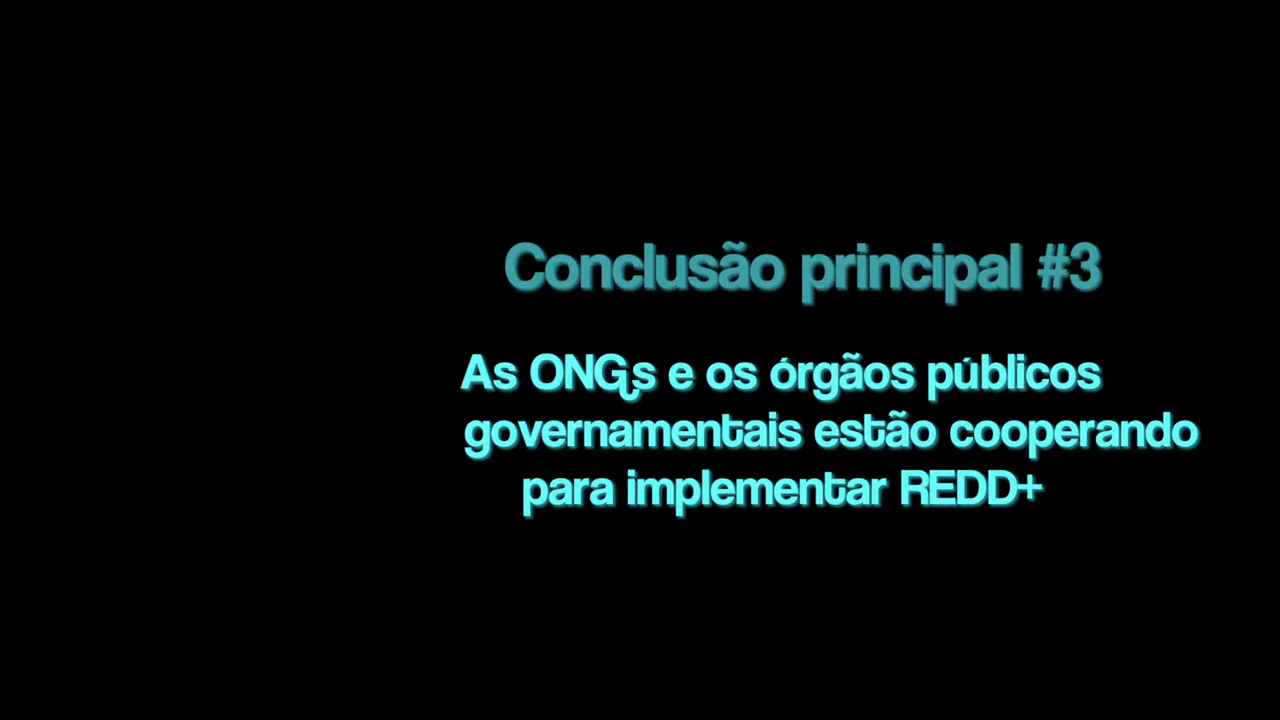 Conclusão principal #3
As ONGs e os órgãos públicos
governamentais estão cooperando
para implementar REDD+